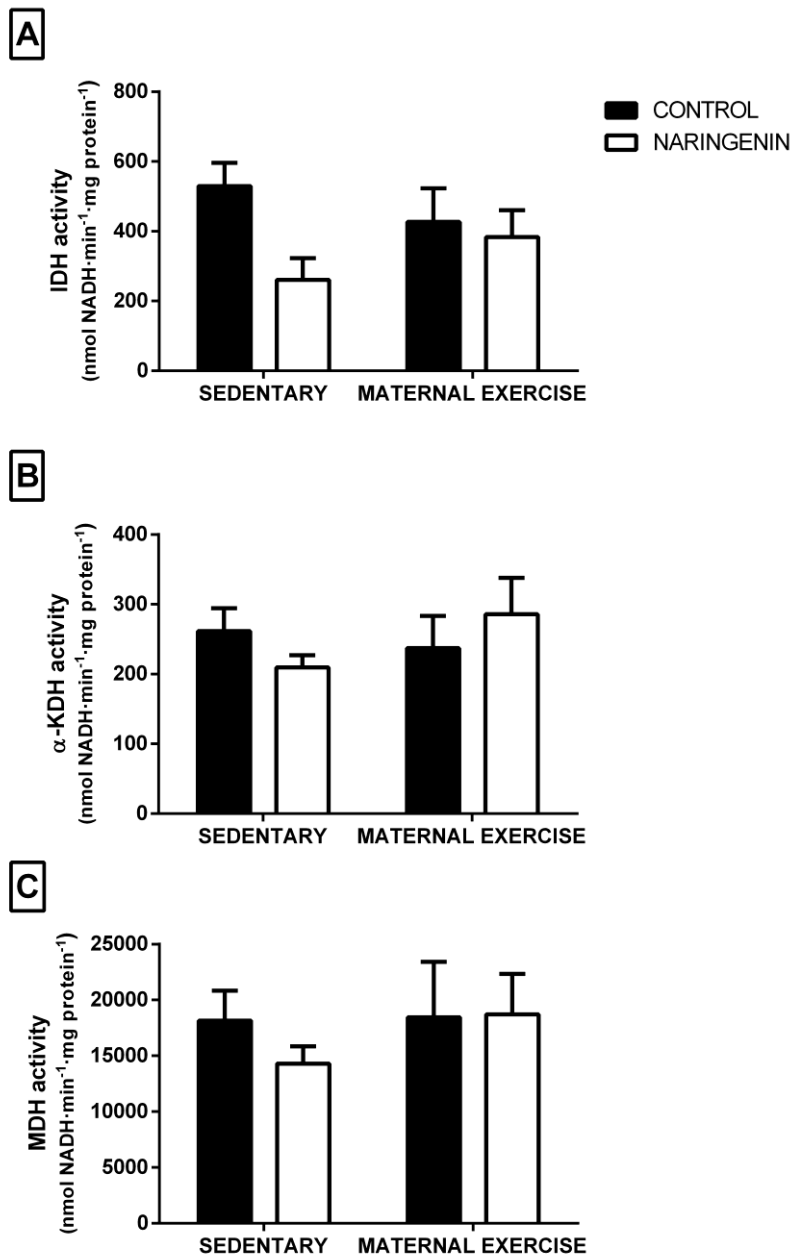 A
IDH activity
(nmol NADH·min⁻¹·mg protein⁻¹)
800
600
400
200
0
SEDENTARY
MATERNAL EXERCISE
CONTROL
NARINGENIN
B
α-KDH activity
(nmol NADH·min⁻¹·mg protein⁻¹)
400
300
200
100
0
SEDENTARY
MATERNAL EXERCISE
C
MDH activity
(nmol NADH·min⁻¹·mg protein⁻¹)
25000
20000
15000
10000
5000
0
SEDENTARY
MATERNAL EXERCISE